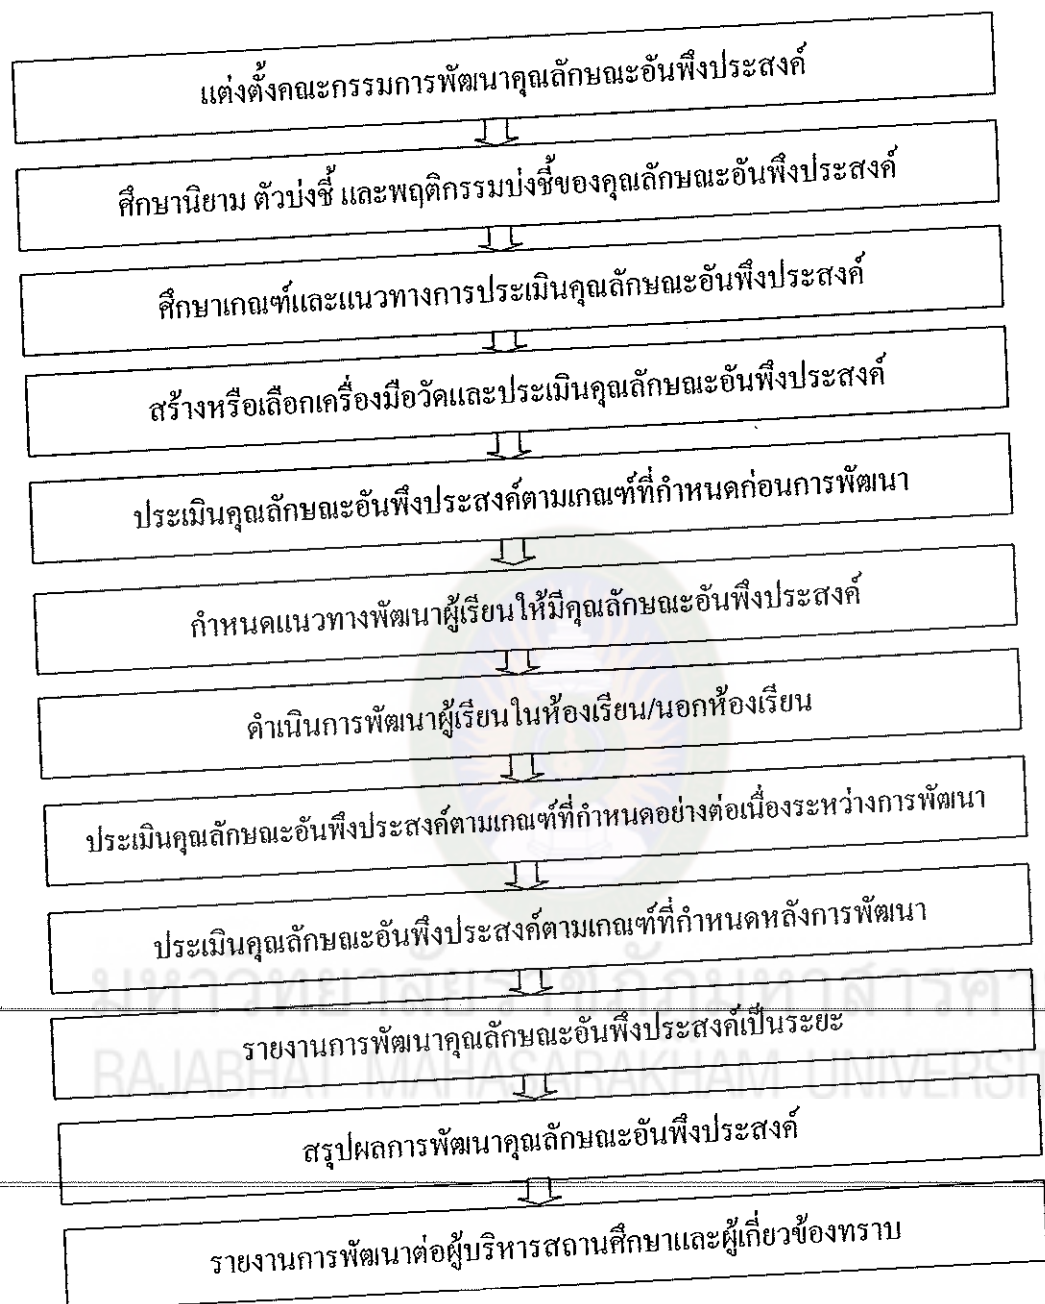 แต่งตั้งคณะกรรมการพัฒนาคุณลักษณะอันพึงประสงค์
ศึกษานิยาม ตัวบ่งชี้ และพฤติกรรมบ่งชี้ของคุณลักษณะอันพึงประสงค์
ศึกษาเกณฑ์และแนวทางการประเมินคุณลักษณะอันพึงประสงค์
สร้างหรือเลือกเครื่องมือวัดและประเมินคุณลักษณะอันพึงประสงค์
ประเมินคุณลักษณะอันพึงประสงค์ตามเกณฑ์ที่กำหนดก่อนการพัฒนา
กำหนดแนวทางพัฒนาผู้เรียนให้มีคุณลักษณะอันพึงประสงค์
ดำเนินการพัฒนาผู้เรียนในห้องเรียน/นอกห้องเรียน
ประเมินคุณลักษณะอันพึงประสงค์ตามเกณฑ์ที่กำหนดอย่างต่อเนื่องระหว่างการพัฒนา
ประเมินคุณลักษณะอันพึงประสงค์ตามเกณฑ์ที่กำหนดหลังการพัฒนา
มหาวิทยาลัยราชภัฏมหาสารค
รายงานการพัฒนาคุณลักษณะอันพึงประสงค์เป็นระยะ
RAJABHAT MAHASARAKHAM UNIVERSI
สรุปผลการพัฒนาคุณลักษณะอันพึงประสงค์
รายงานการพัฒนาต่อผู้บริหารสถานศึกษาและผู้เกี่ยวข้องทราบ